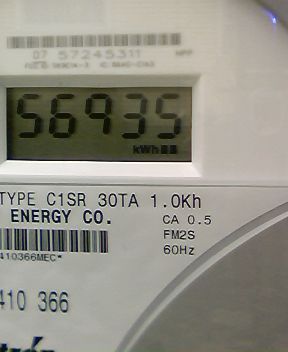 07 57245311
56935
kWh
TYPE C1SR 30TA 1.0Kh
ENERGY CO.
CA 0.5
FM2S
60Hz
410366MEC*
410 366